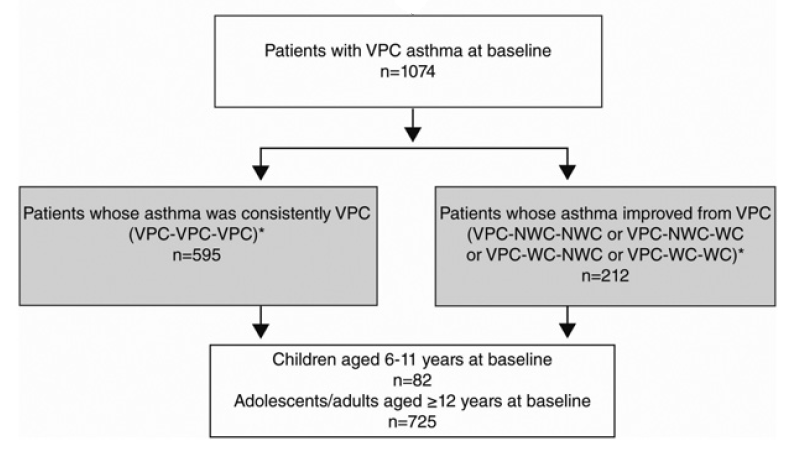 Patients with VPC asthma at baseline
n=1074
Patients whose asthma was consistently VPC
(VPC-VPC-VPC)*
n=595
Patients whose asthma improved from VPC
(VPC-NWC-NWC or VPC-NWC-WC
or VPC-WC-NWC or VPC-WC-WC)*
n=212
Children aged 6-11 years at baseline
n=82
Adolescents/adults aged ≥12 years at baseline
n=725